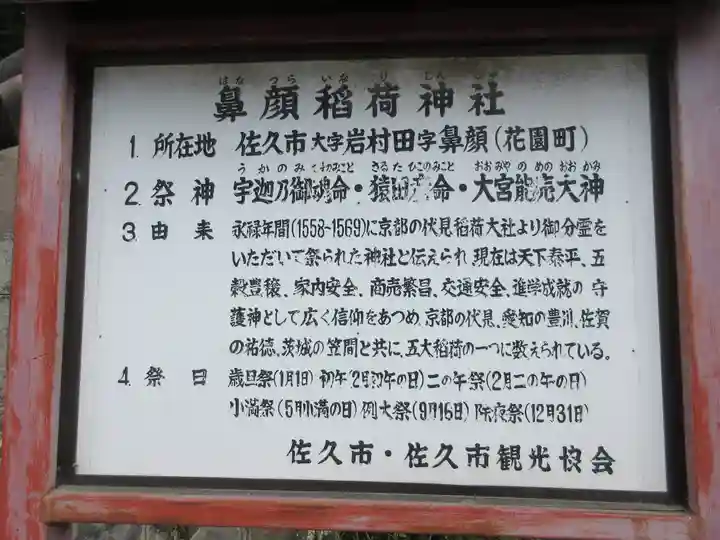 はなつらいなりじんじゃ
鼻顔稲荷神社
1. 所在地 佐久市大字岩村田字鼻顔(花園町)
うかのみたまのみこと さるたひこのみこと おおみやのめのおおかみ
2. 祭神 宇迦乃御魂命・猿田彦命・大宮能売大神
3. 由来 永禄年間(1558-1569)に京都の伏見稲荷大社より御分霊を
いただいて祭られた神社と伝えられ、現在は天下泰平、五
穀豊穣、家内安全、商売繁昌、交通安全、進学成就の守
護神として広く信仰をあつめ、京都の伏見、愛知の豊川、佐賀
の祐徳、茨城の笠間と共に、五大稲荷の一つに数えられている。
4. 祭日 歳旦祭(1月1日)初午(2月初午の日)二の午祭(2月二の午の日)
小満祭(5月小満の日)例大祭(9月16日)除夜祭(12月31日)
佐久市・佐久市観光協会